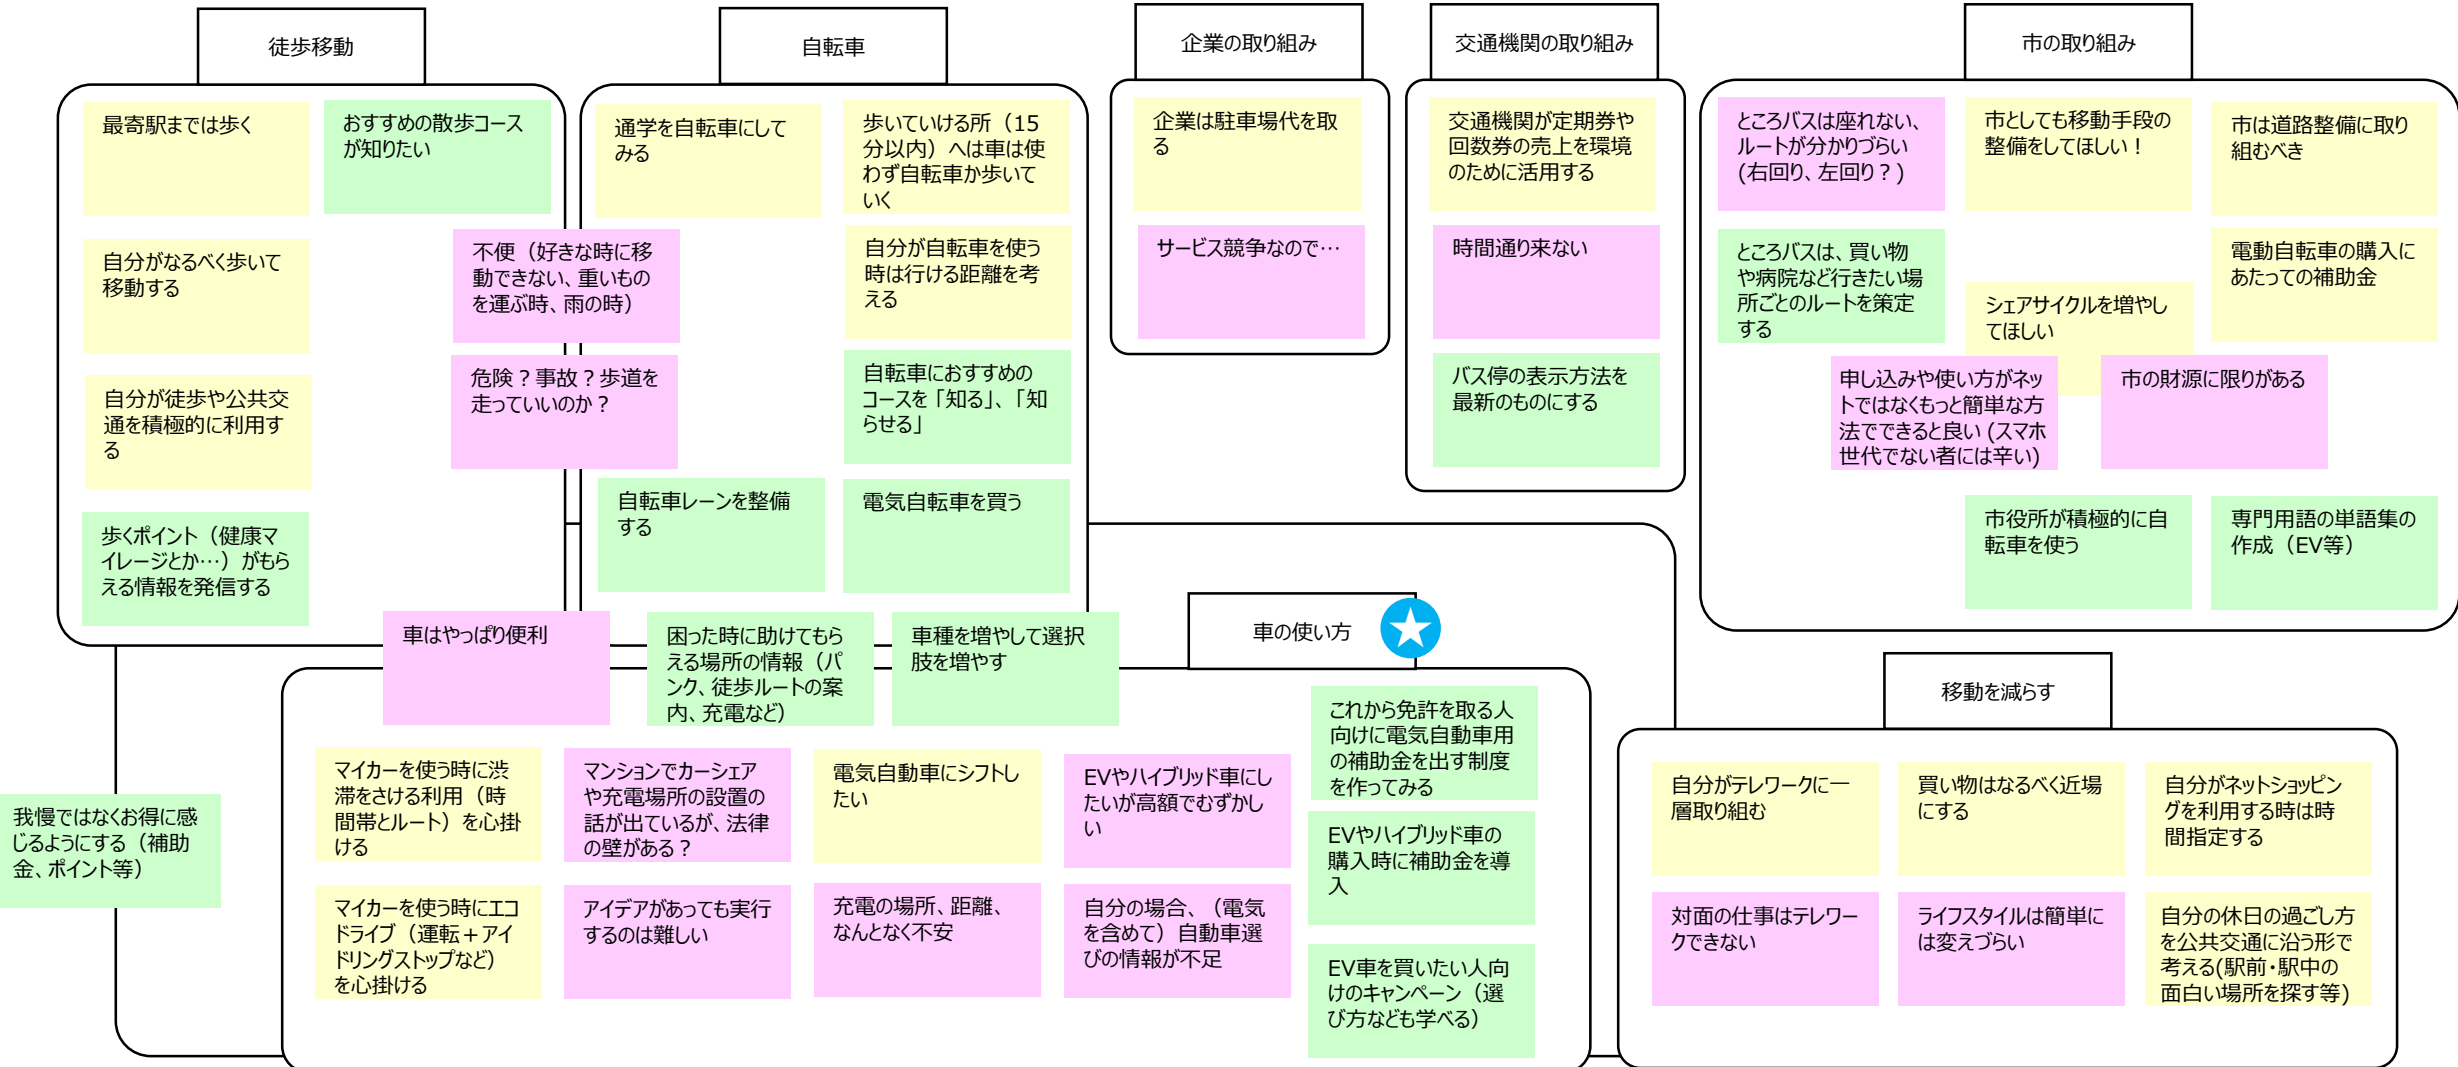 徒歩移動
最寄駅までは歩く
おすすめの散歩コース
が知りたい
自分がなるべく歩いて
移動する
不便（好きな時に移
動できない、重いもの
を運ぶ時、雨の時）
自分が徒歩や公共交
通を積極的に利用す
る
危険？事故？歩道を
走っていいのか？
歩くポイント（健康マ
イレージとか…）がもら
える情報を発信する
自転車
通学を自転車にして
みる
歩いていける所（15
分以内）へは車は使
わず自転車か歩いて
いく
自分が自転車を使う
時は行ける距離を考
える
自転車におすすめの
コースを「知る」、「知
らせる」
自転車レーンを整備
する
電気自転車を買う
企業の取り組み
企業は駐車場代を取
る
サービス競争なので…
交通機関の取り組み
交通機関が定期券や
回数券の売上を環境
のために活用する
時間通り来ない
バス停の表示方法を
最新のものにする
市の取り組み
ところバスは座れない、
ルートが分かりづらい
(右回り、左回り？)
市としても移動手段の
整備をしてほしい！
市は道路整備に取り
組むべき
ところバスは、買い物
や病院など行きたい場
所ごとのルートを策定
する
シェアサイクルを増やし
てほしい
電動自転車の購入に
あたっての補助金
申し込みや使い方がネッ
トではなくもっと簡単な方
法でできると良い (スマホ
世代でない者には辛い)
市の財源に限りがある
市役所が積極的に自
転車を使う
専門用語の単語集の
作成（EV等）
車はやっぱり便利
困った時に助けてもら
える場所の情報（パ
ンク、徒歩ルートの案
内、充電など）
車種を増やして選択
肢を増やす
車の使い方
我慢ではなくお得に感
じるようにする（補助
金、ポイント等）
マイカーを使う時に渋
滞をさける利用（時
間帯とルート）を心掛
ける
マンションでカーシェア
や充電場所の設置の
話が出ているが、法律
の壁がある？
電気自動車にシフトし
たい
EVやハイブリッド車にし
たいが高額でむずかし
い
これから免許を取る人
向けに電気自動車用
の補助金を出す制度
を作ってみる
EVやハイブリッド車の
購入時に補助金を導
入
マイカーを使う時にエコ
ドライブ（運転＋アイ
ドリングストップなど）
を心掛ける
アイデアがあっても実行
するのは難しい
充電の場所、距離、
なんとなく不安
自分の場合、（電気
を含めて）自動車選
びの情報が不足
EV車を買いたい人向
けのキャンペーン（選
び方なども学べる）
移動を減らす
自分がテレワークに一
層取り組む
買い物はなるべく近場
にする
自分がネットショッピン
グを利用する時は時
間指定する
対面の仕事はテレワー
クできない
ライフスタイルは簡単に
は変えづらい
自分の休日の過ごし方
を公共交通に沿う形で
考える(駅前・駅中の
面白い場所を探す等)